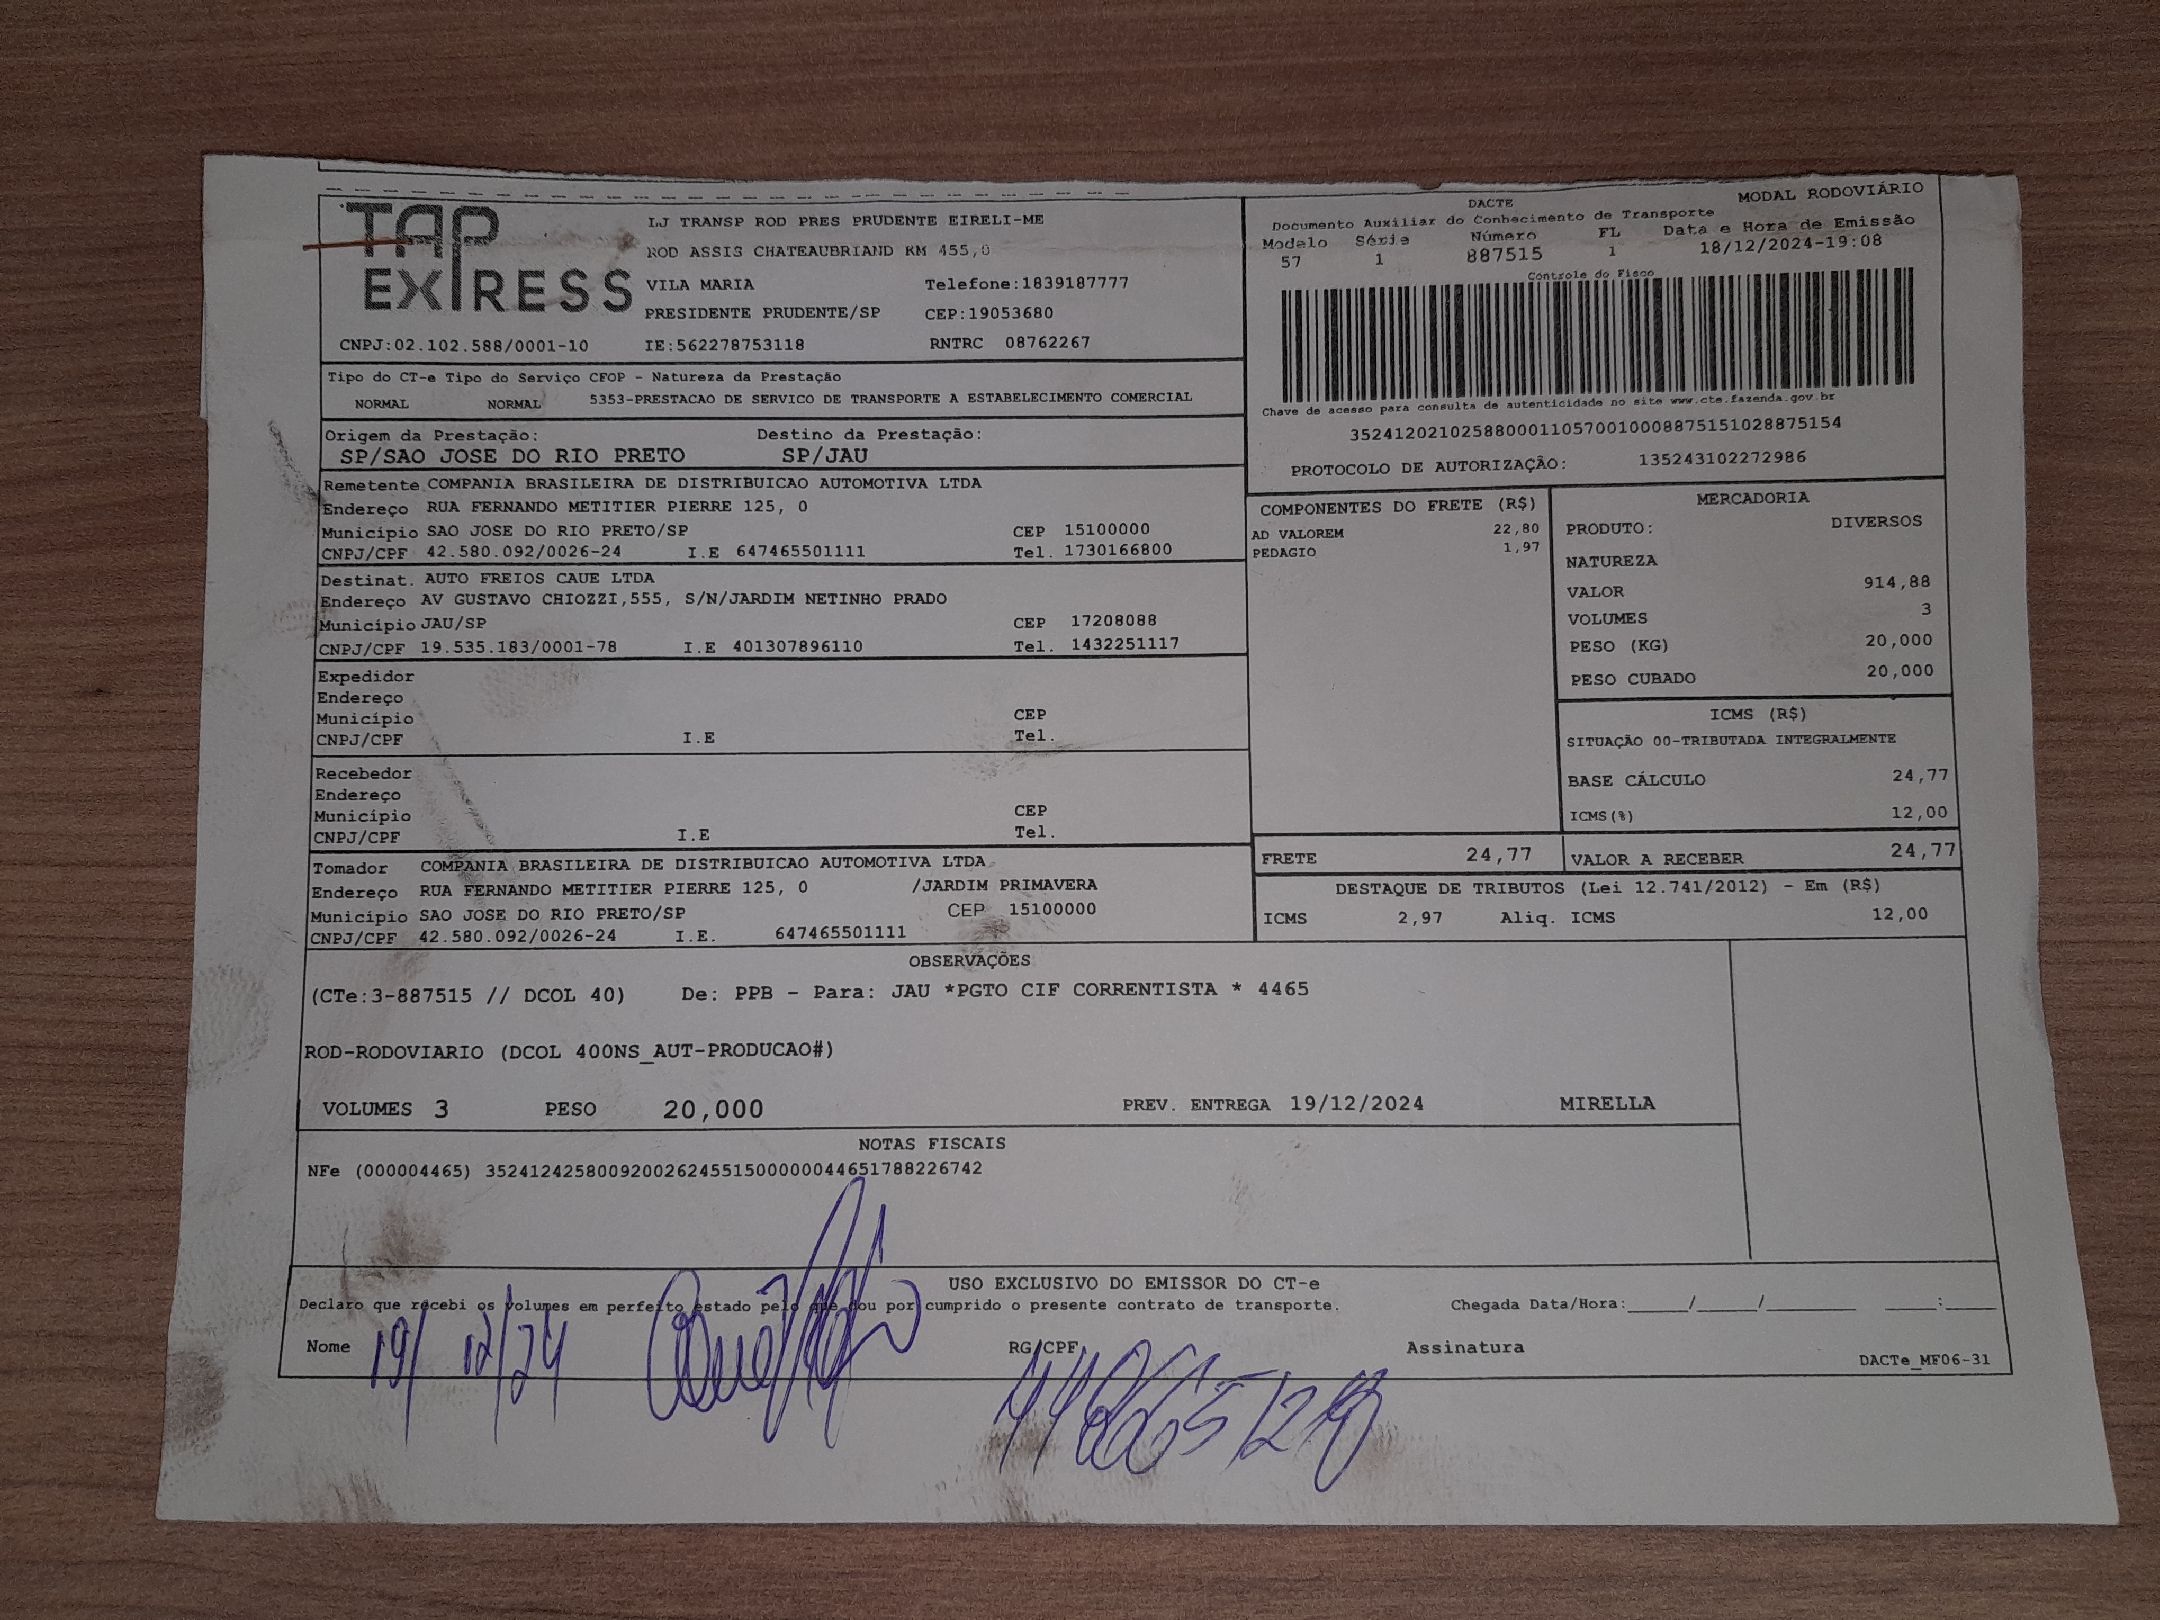 TAP
EXPRESS
LJ TRANSP ROD PRES PRUDENTE EIRELI-ME
ROD ASSIS CHATEAUBRIAND KM 455,0
VILA MARIA Telefone:1839187777
PRESIDENTE PRUDENTE/SP CEP:19053680
CNPJ:02.102.588/0001-10 IE:562278753118 RNTRC 08762267
DACTE MODAL RODOVIÁRIO
Documento Auxiliar do Conhecimento de Transporte
Modelo Série Número FL Data e Hora de Emissão
57 1 887515 1 18/12/2024-19:08
Controle do Fisco
Chave de acesso para consulta de autenticidade no site www.cte.fazenda.gov.br
35241202102588000110570010008875151028875154
PROTOCOLO DE AUTORIZAÇÃO: 135243102272986
Tipo do CT-e Tipo do Serviço CFOP - Natureza da Prestação
NORMAL NORMAL 5353-PRESTACAO DE SERVICO DE TRANSPORTE A ESTABELECIMENTO COMERCIAL
Origem da Prestação: Destino da Prestação:
SP/SAO JOSE DO RIO PRETO SP/JAU
Remetente COMPANIA BRASILEIRA DE DISTRIBUICAO AUTOMOTIVA LTDA
Endereço RUA FERNANDO METITIER PIERRE 125, 0
Município SAO JOSE DO RIO PRETO/SP CEP 15100000
CNPJ/CPF 42.580.092/0026-24 I.E 647465501111 Tel. 1730166800
Destinat. AUTO FREIOS CAUE LTDA
Endereço AV GUSTAVO CHIOZZI,555, S/N/JARDIM NETINHO PRADO
Município JAU/SP CEP 17208088
CNPJ/CPF 19.535.183/0001-78 I.E 401307896110 Tel. 1432251117
Expedidor
Endereço
Município CEP
CNPJ/CPF I.E Tel.
Recebedor
Endereço
Município CEP
CNPJ/CPF I.E Tel.
Tomador COMPANIA BRASILEIRA DE DISTRIBUICAO AUTOMOTIVA LTDA
Endereço RUA FERNANDO METITIER PIERRE 125, 0 /JARDIM PRIMAVERA
Município SAO JOSE DO RIO PRETO/SP CEP 15100000
CNPJ/CPF 42.580.092/0026-24 I.E. 647465501111
COMPONENTES DO FRETE (R$)
AD VALOREM 22,80
PEDAGIO 1,97
MERCADORIA
PRODUTO: DIVERSOS
NATUREZA
VALOR 914,88
VOLUMES 3
PESO (KG) 20,000
PESO CUBADO 20,000
ICMS (R$)
SITUAÇÃO 00-TRIBUTADA INTEGRALMENTE
BASE CÁLCULO 24,77
ICMS(%) 12,00
FRETE 24,77 VALOR A RECEBER 24,77
DESTAQUE DE TRIBUTOS (Lei 12.741/2012) - Em (R$)
ICMS 2,97 Aliq. ICMS 12,00
OBSERVAÇÕES
(CTe:3-887515 // DCOL 40) De: PPB - Para: JAU *PGTO CIF CORRENTISTA * 4465
ROD-RODOVIARIO (DCOL 400NS_AUT-PRODUCAO#)
VOLUMES 3 PESO 20,000 PREV. ENTREGA 19/12/2024 MIRELLA
NOTAS FISCAIS
NFe (000004465) 35241242580092002624551500000044651788226742
USO EXCLUSIVO DO EMISSOR DO CT-e
Declaro que recebi os volumes em perfeito estado pelo que dou por cumprido o presente contrato de transporte. Chegada Data/Hora:_____/_____/________ _____:_____
Nome 19/12/24 RG/CPF Assinatura
DACTe_MF06-31